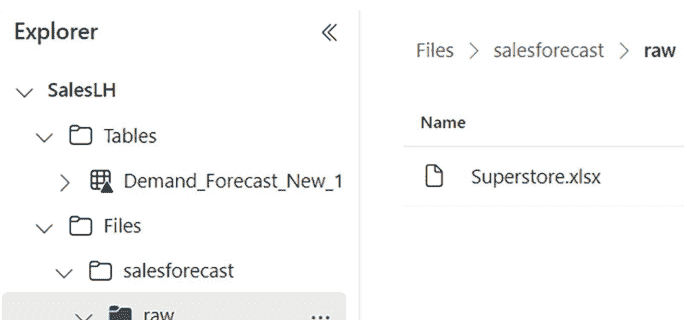 Explorer
SalesLH
Tables
Demand_Forecast_New_1
Files
salesforecast
raw
Files > salesforecast > raw
Name
Superstore.xlsx